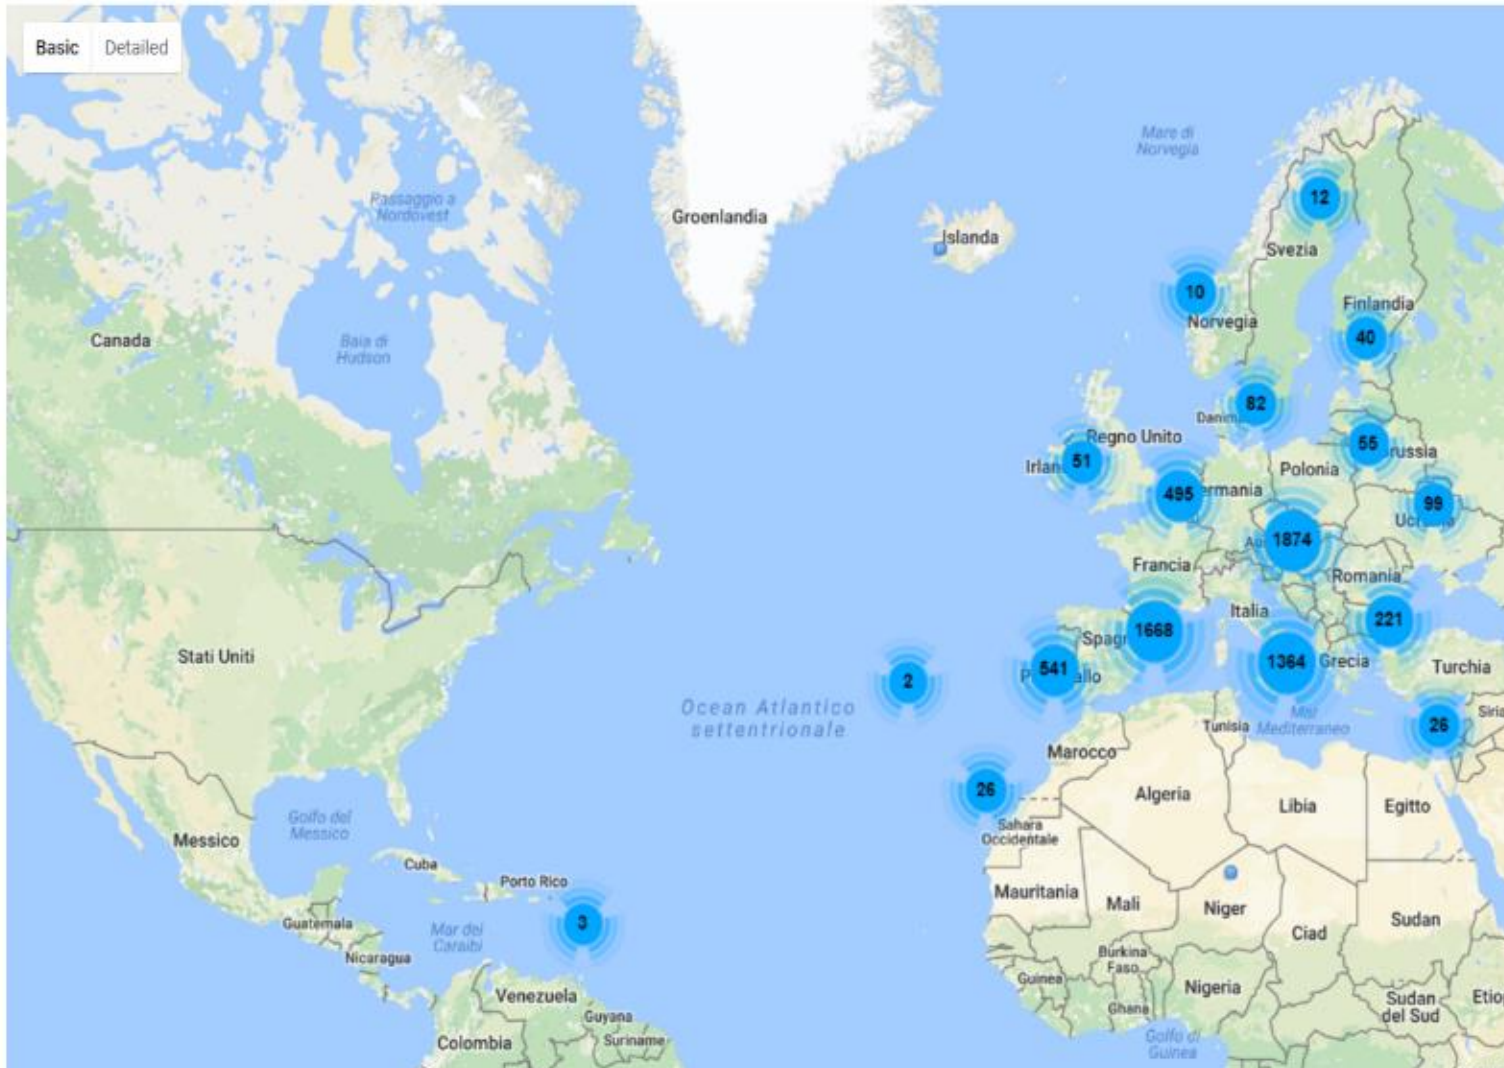 Basic Detailed
Mare di
Norvegia
Passaggio a
Nordovest
12
Groenlandia
Islanda
Svezia
10
Finlandia
Norvegia
40
Canada
Baia di
Hudson
82
Regno Unito
55
51
Polonia
495
99
1874
Francia
Romania
Italia
221
1668
Stati Uniti
541
1364
Grecia
Turchia
2
Ocean Atlantico
settentrionale
Mar
Mediterraneo
Tunisia
26
Marocco
26
Algeria
Libia
Egitto
Golfo del
Messico
Messico
Sahara
Occidentale
Cuba
Porto Rico
Mauritania
Mali
Niger
Ciad
Sudan
3
Guatemala
Mar dei
Caraibi
Nicaragua
Burkina
Faso
Guinea
Nigeria
Venezuela
Guyana
Ghana
Sudan
del Sud
Suriname
Colombia
Golfo di
Guinea